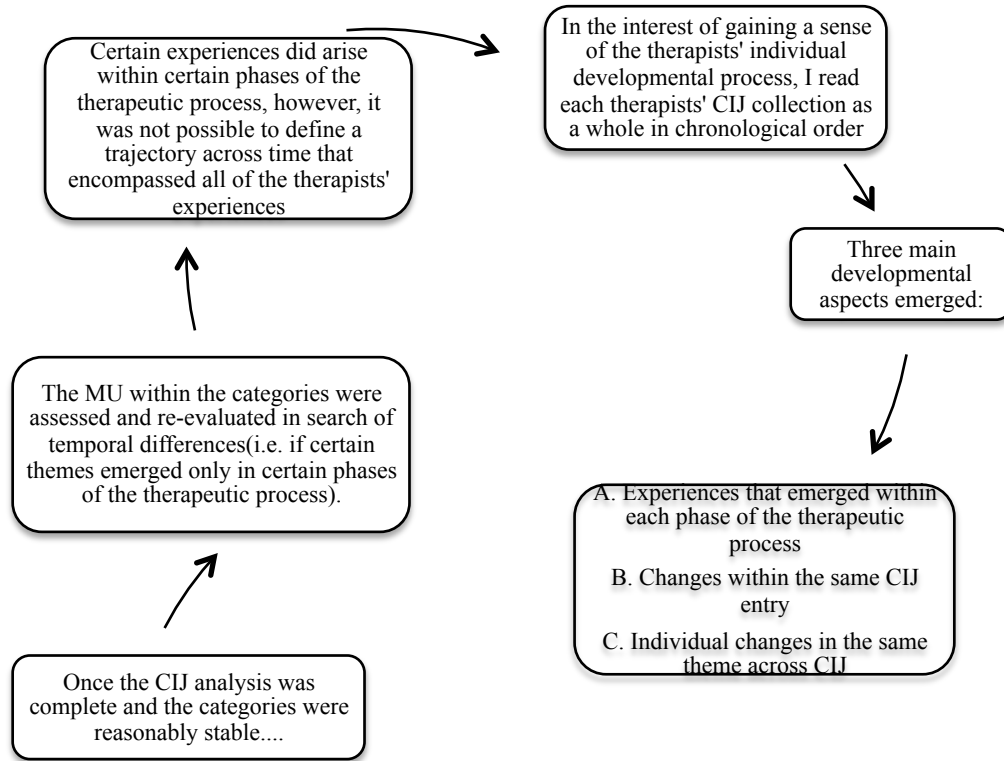 Certain experiences did arise
within certain phases of the
therapeutic process, however, it
was not possible to define a
trajectory across time that
encompassed all of the therapists'
experiences
In the interest of gaining a sense
of the therapists' individual
developmental process, I read
each therapists' CIJ collection as
a whole in chronological order
Three main
developmental
aspects emerged:
The MU within the categories were
assessed and re-evaluated in search of
temporal differences(i.e. if certain
themes emerged only in certain phases
of the therapeutic process).
A. Experiences that emerged within
each phase of the therapeutic
process
B. Changes within the same CIJ
entry
C. Individual changes in the same
theme across CIJ
Once the CIJ analysis was
complete and the categories were
reasonably stable....